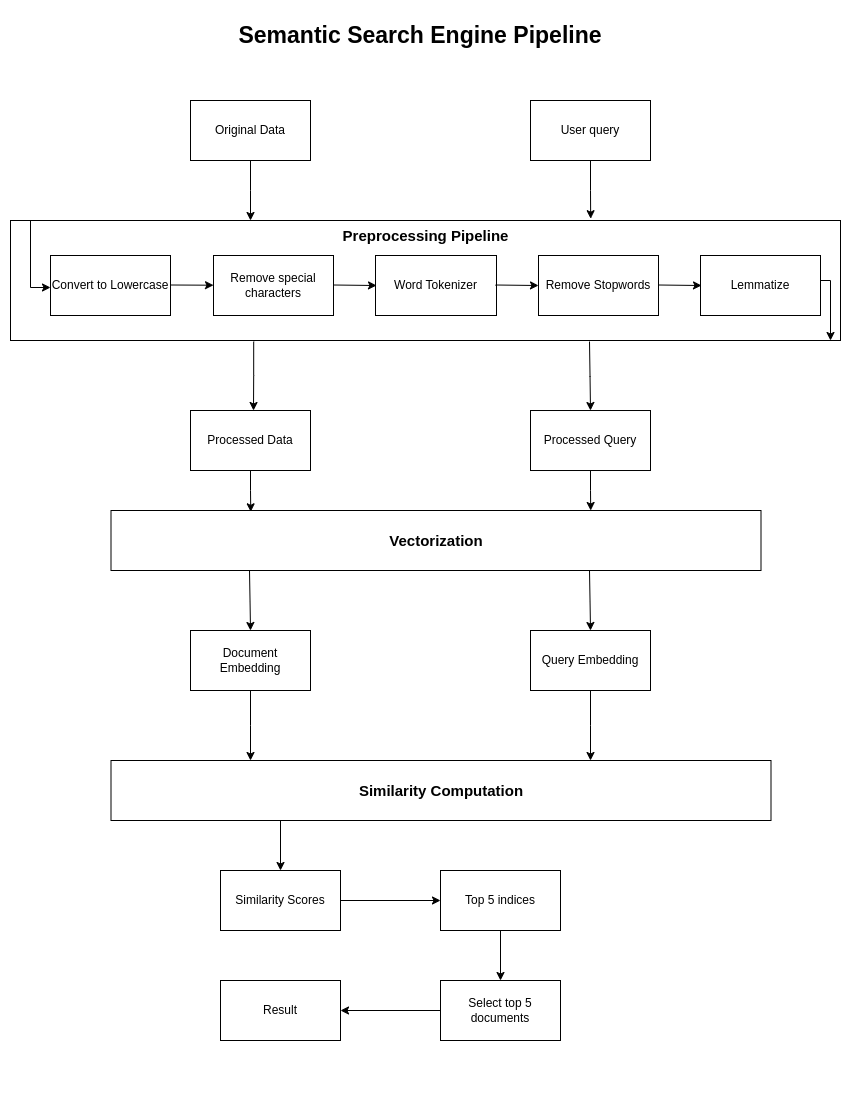 Semantic Search Engine Pipeline
Original Data
User query
Preprocessing Pipeline
Convert to Lowercase
Remove special
characters
Word Tokenizer
Remove Stopwords
Lemmatize
Processed Data
Processed Query
Vectorization
Document
Embedding
Query Embedding
Similarity Computation
Similarity Scores
Top 5 indices
Result
Select top 5
documents